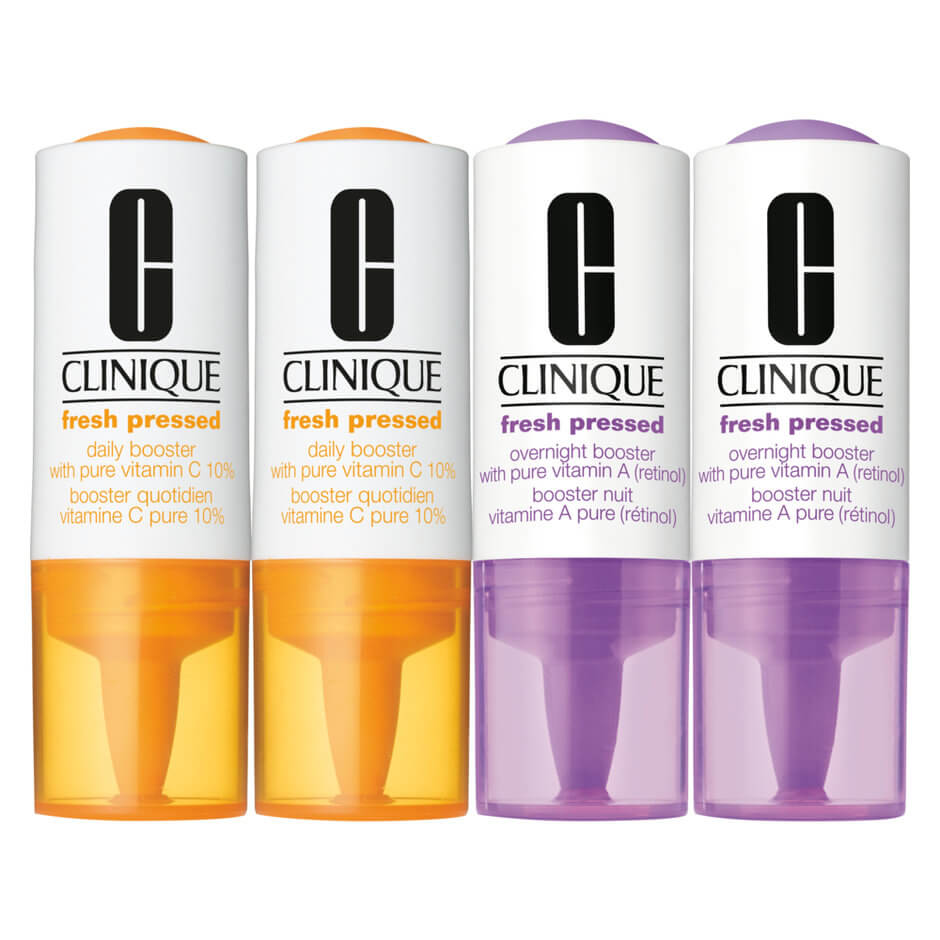 C
CLINIQUE
fresh pressed
daily booster
with pure vitamin C 10%
booster quotidien
vitamine C pure 10%
C
CLINIQUE
fresh pressed
daily booster
with pure vitamin C 10%
booster quotidien
vitamine C pure 10%
C
CLINIQUE
fresh pressed
overnight booster
with pure vitamin A (retinol)
booster nuit
vitamine A pure (rétinol)
C
CLINIQUE
fresh pressed
overnight booster
with pure vitamin A (retinol)
booster nuit
vitamine A pure (rétinol)